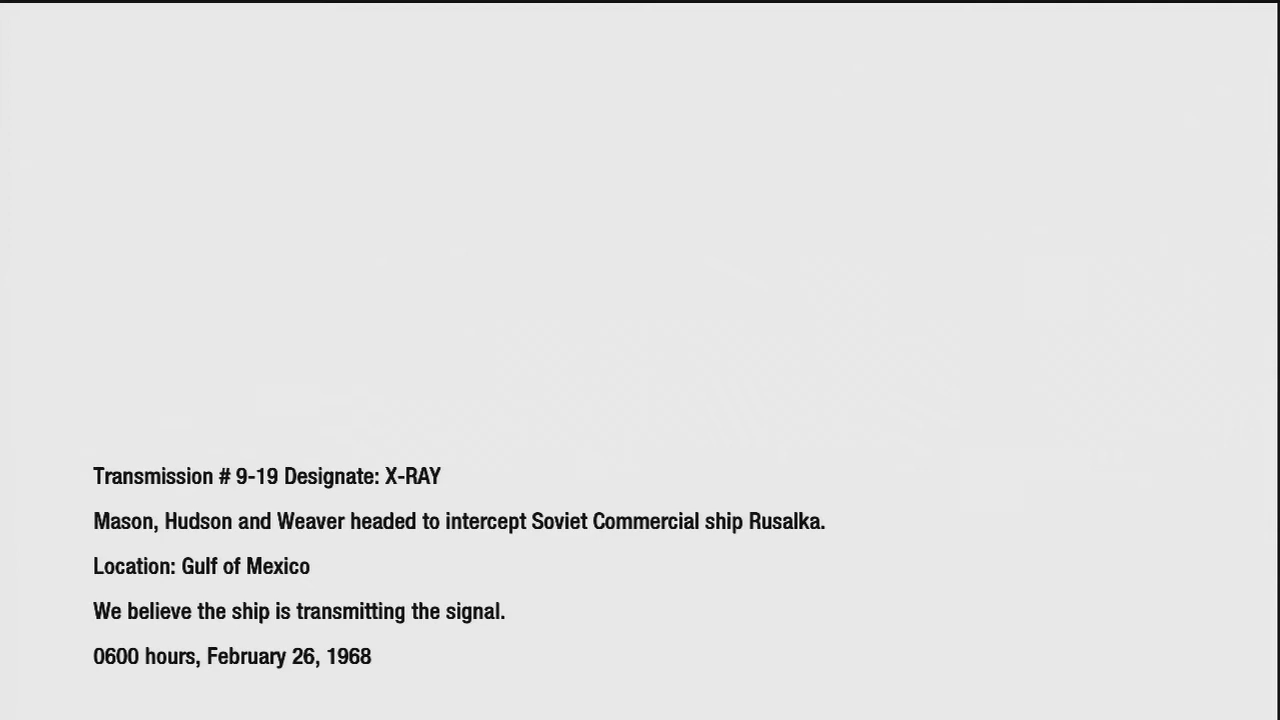 Transmission # 9-19 Designate: X-RAY
Mason, Hudson and Weaver headed to intercept Soviet Commercial ship Rusalka.
Location: Gulf of Mexico
We believe the ship is transmitting the signal.
0600 hours, February 26, 1968